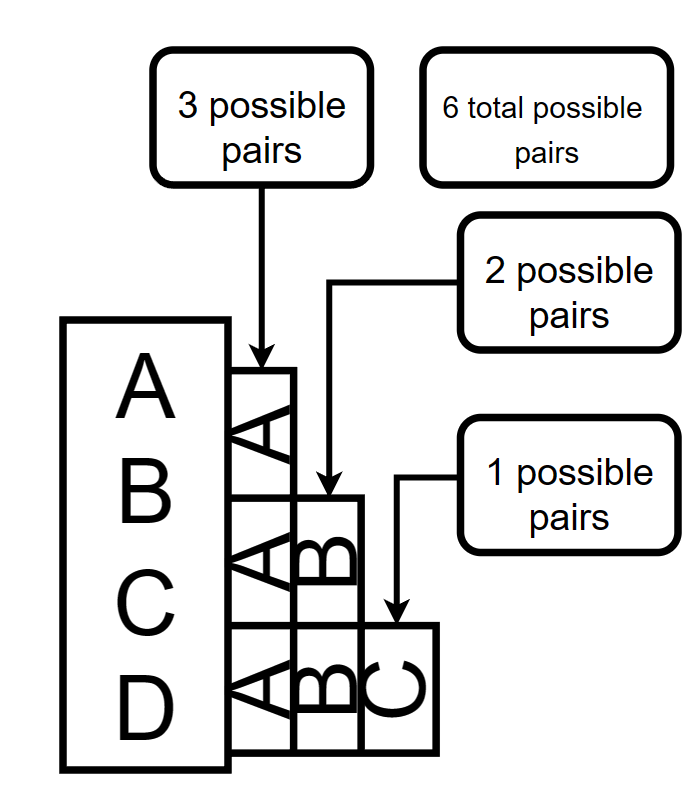 3 possible
pairs
6 total possible
pairs
2 possible
pairs
1 possible
pairs
A
B
C
D
A
A B
A B C